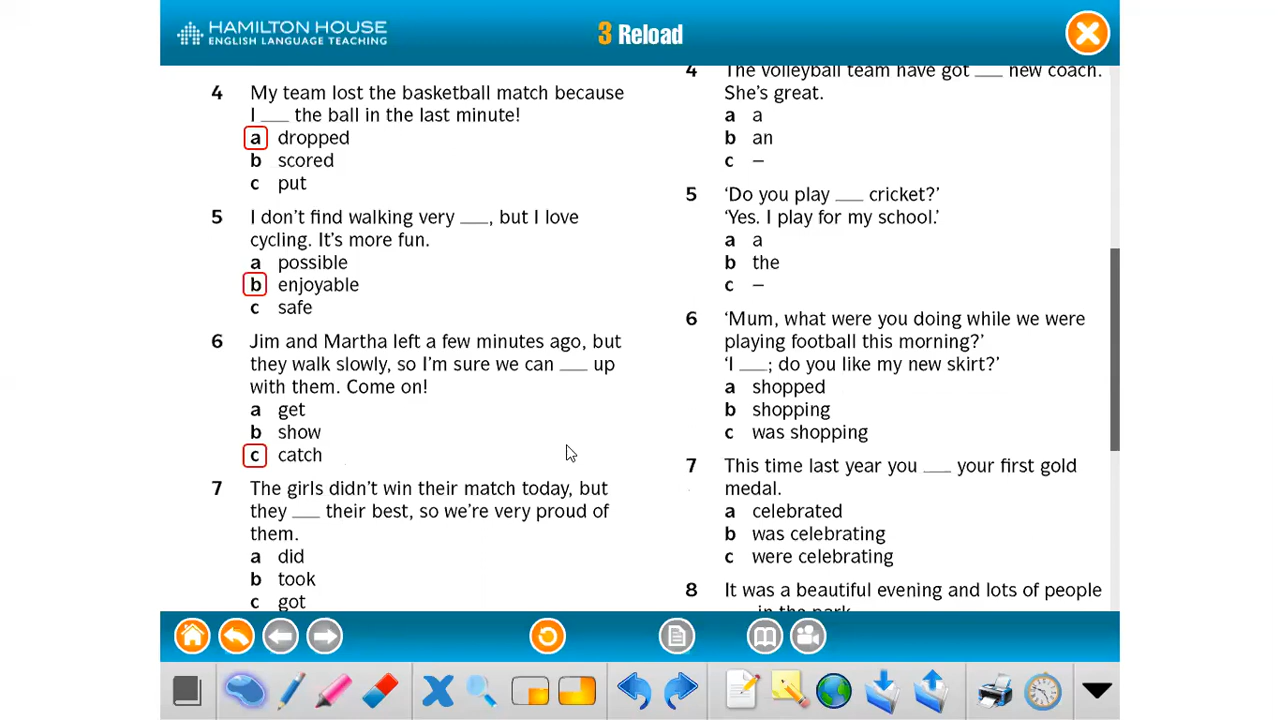 HAMILTON HOUSE
ENGLISH LANGUAGE TEACHING
3 Reload
4 My team lost the basketball match because
I ___ the ball in the last minute!
a dropped
b scored
c put
5 I don't find walking very ___, but I love
cycling. It's more fun.
a possible
b enjoyable
c safe
6 Jim and Martha left a few minutes ago, but
they walk slowly, so I'm sure we can ___ up
with them. Come on!
a get
b show
c catch
7 The girls didn't win their match today, but
they ___ their best, so we're very proud of
them.
a did
b took
c got
4 The volleyball team have got ___ new coach.
She's great.
a a
b an
c –
5 ‘Do you play ___ cricket?’
‘Yes. I play for my school.’
a a
b the
c –
6 ‘Mum, what were you doing while we were
playing football this morning?’
‘I ___; do you like my new skirt?’
a shopped
b shopping
c was shopping
7 This time last year you ___ your first gold
medal.
a celebrated
b was celebrating
c were celebrating
8 It was a beautiful evening and lots of people
___ in the park.